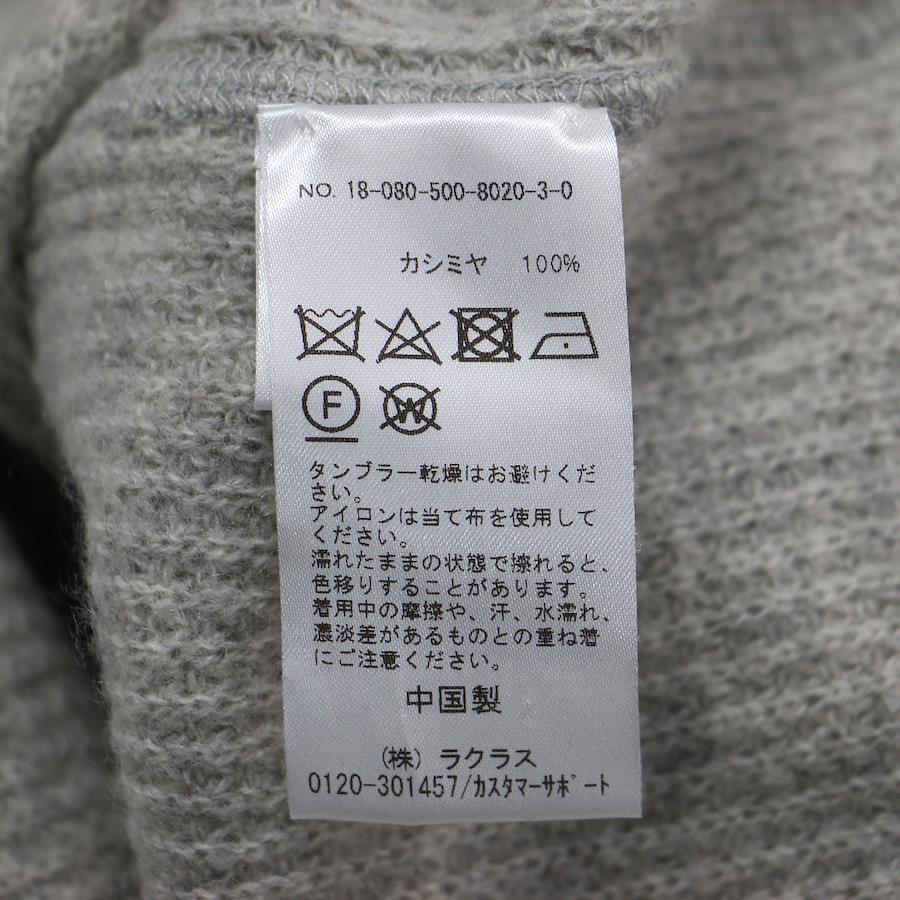 NO. 18-080-500-8020-3-0
カシミヤ 100%
F W
タンブラー乾燥はお避けくだ
さい。
アイロンは当て布を使用して
ください。
濡れたままの状態で擦れると、
色移りすることがあります。
着用中の摩擦や、汗、水濡れ、
濃淡差があるものとの重ね着
にご注意ください。
中国製
(株) ラクラス
0120-301457/カスタマーサポート